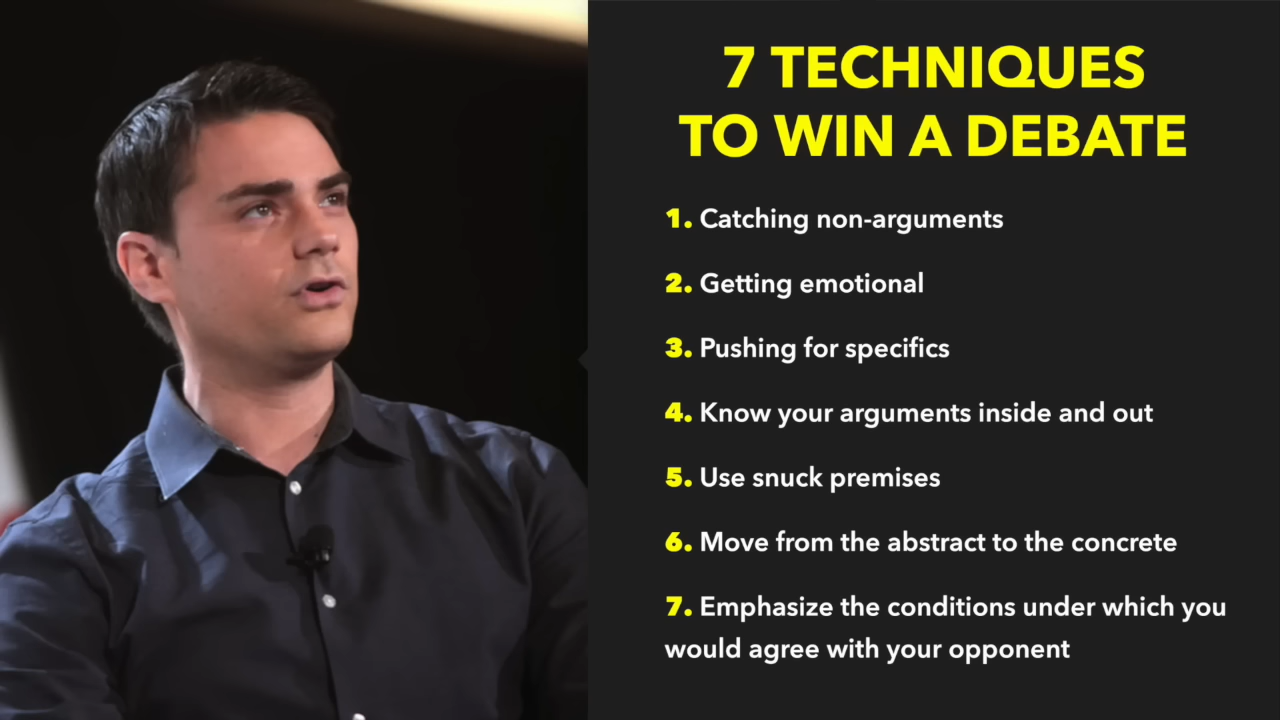 7 TECHNIQUES
TO WIN A DEBATE
1. Catching non-arguments
2. Getting emotional
3. Pushing for specifics
4. Know your arguments inside and out
5. Use snuck premises
6. Move from the abstract to the concrete
7. Emphasize the conditions under which you
would agree with your opponent